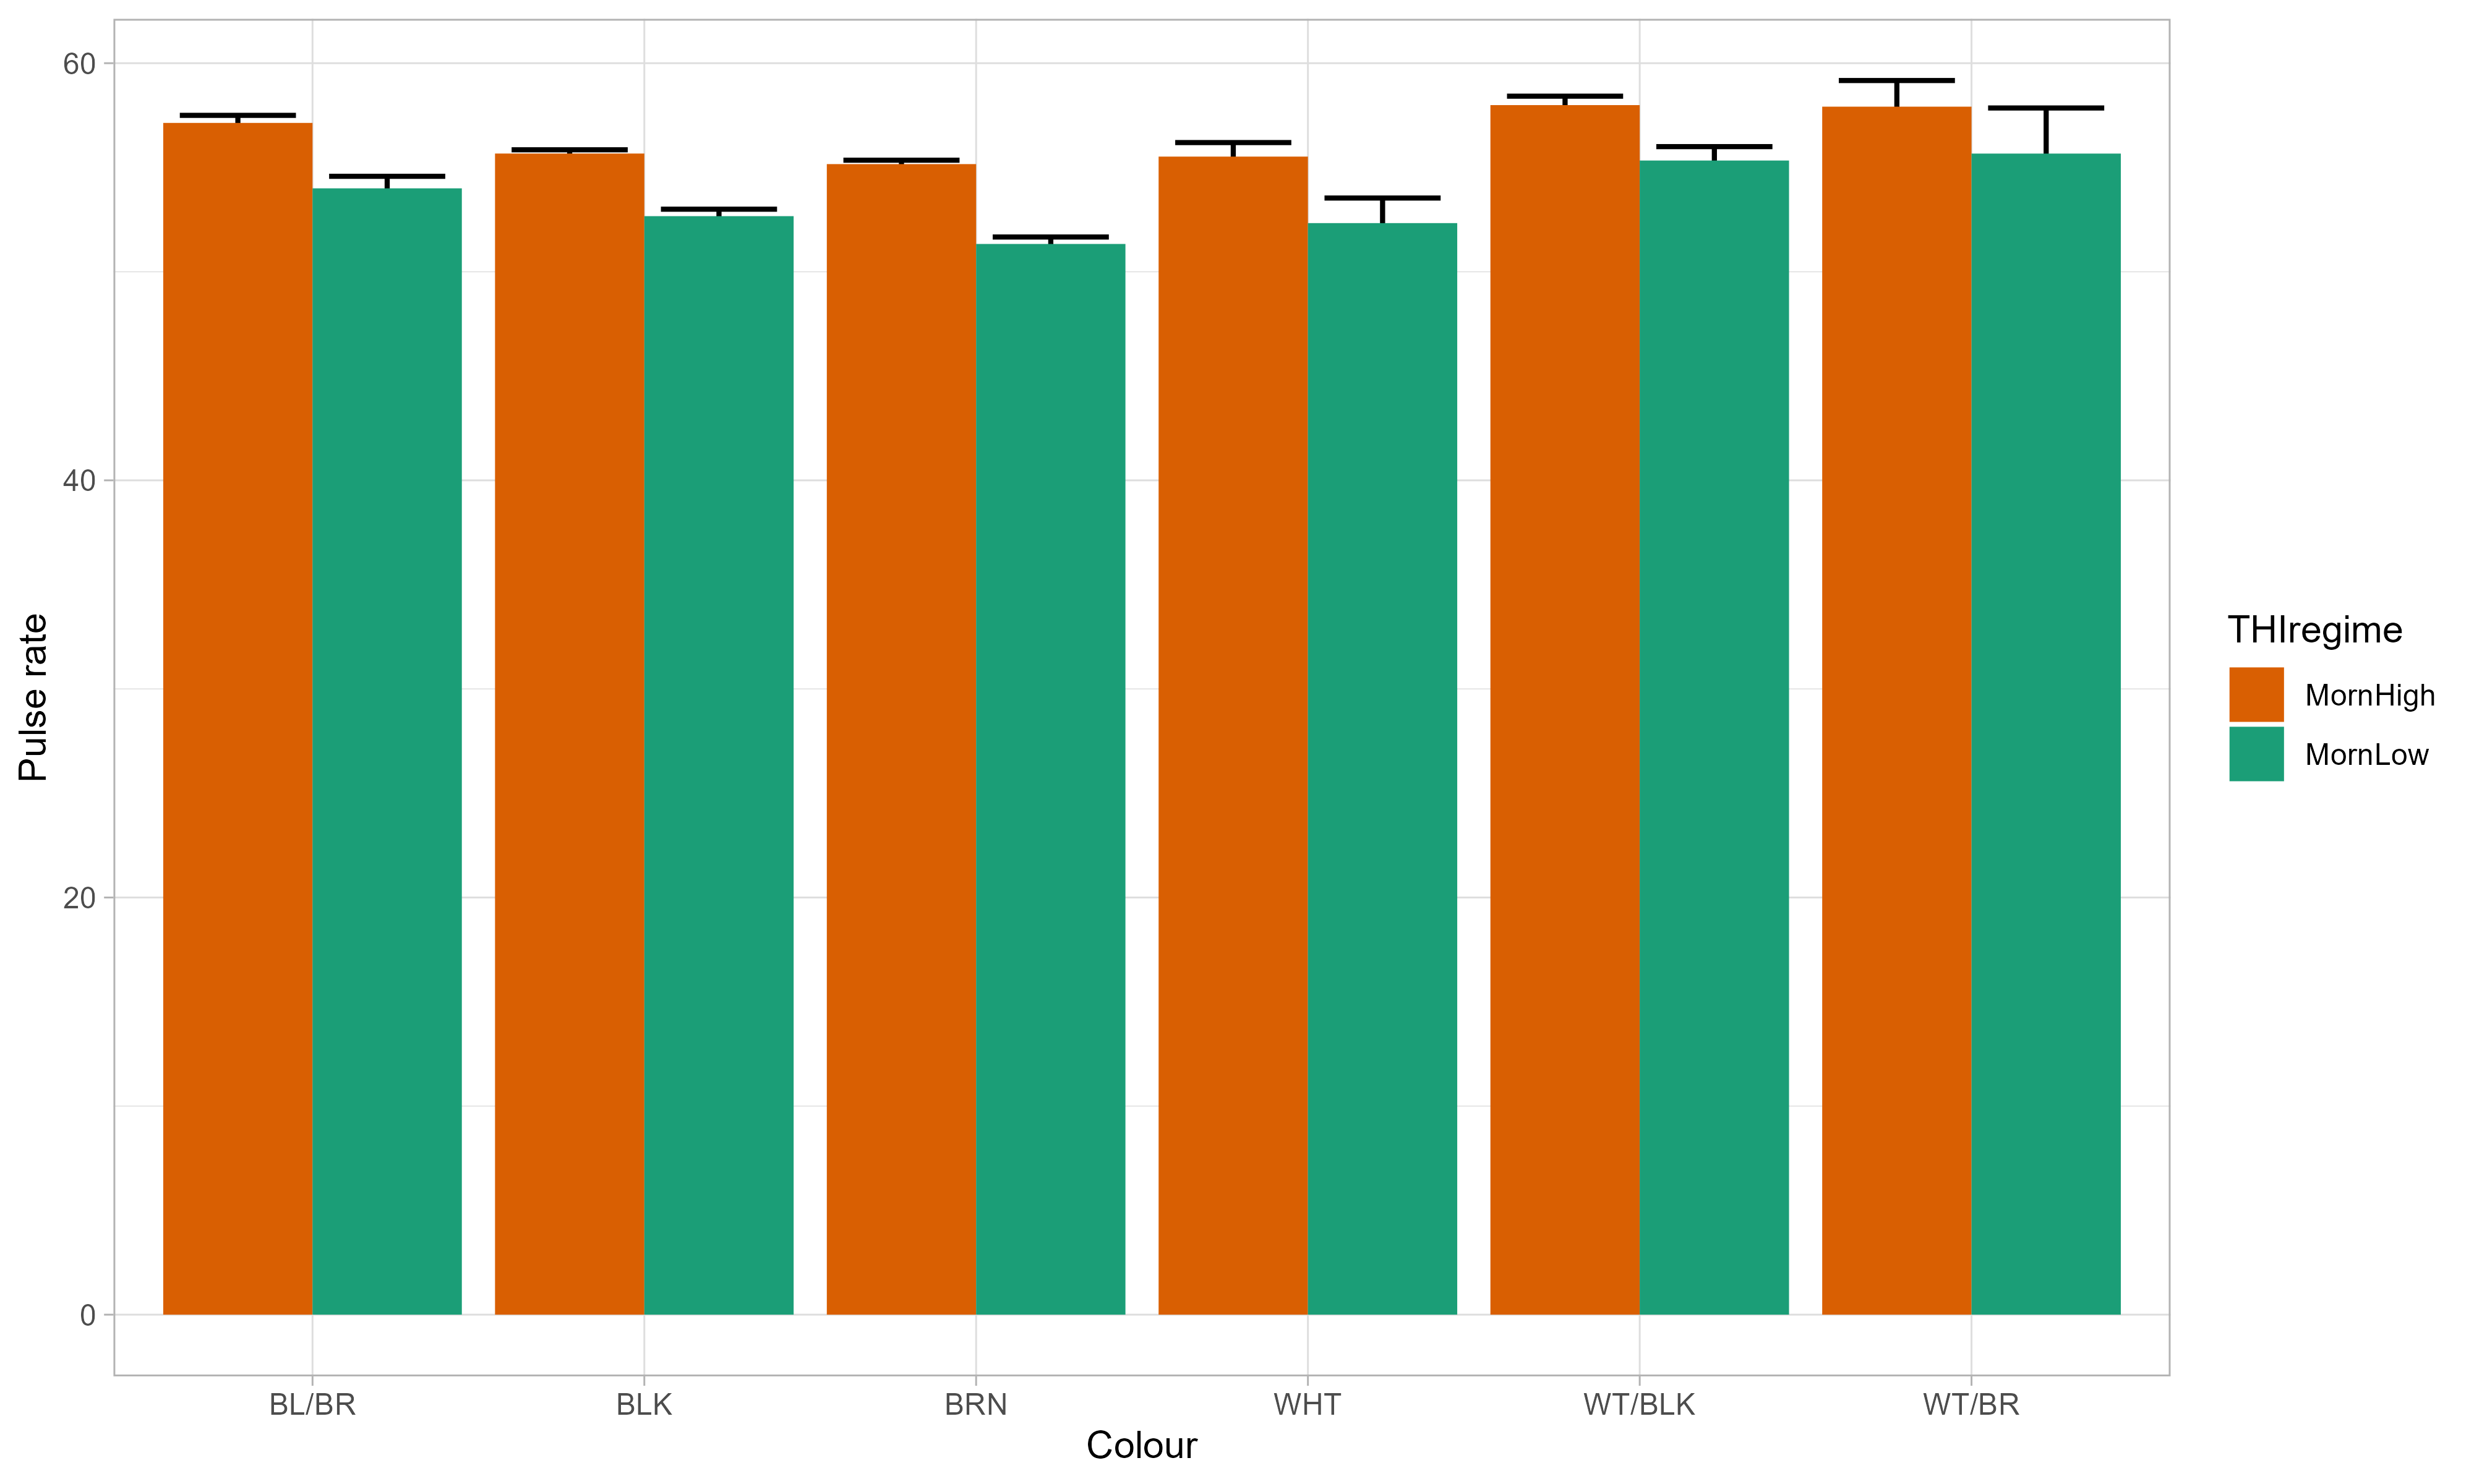 60
40
20
0
Pulse rate
BL/BR BLK BRN WHT WT/BLK WT/BR
Colour
THIregime
MornHigh
MornLow